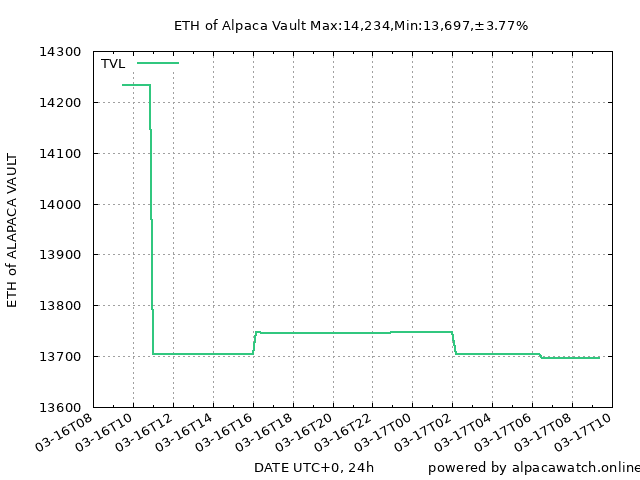 ETH of Alpaca Vault Max:14,234,Min:13,697,±3.77%
TVL
14300
14200
14100
14000
13900
13800
13700
13600
ETH of ALAPACA VAULT
03-16T08
03-16T10
03-16T12
03-16T14
03-16T16
03-16T18
03-16T20
03-16T22
03-17T00
03-17T02
03-17T04
03-17T06
03-17T08
03-17T10
DATE UTC+0, 24h
powered by alpacawatch.online